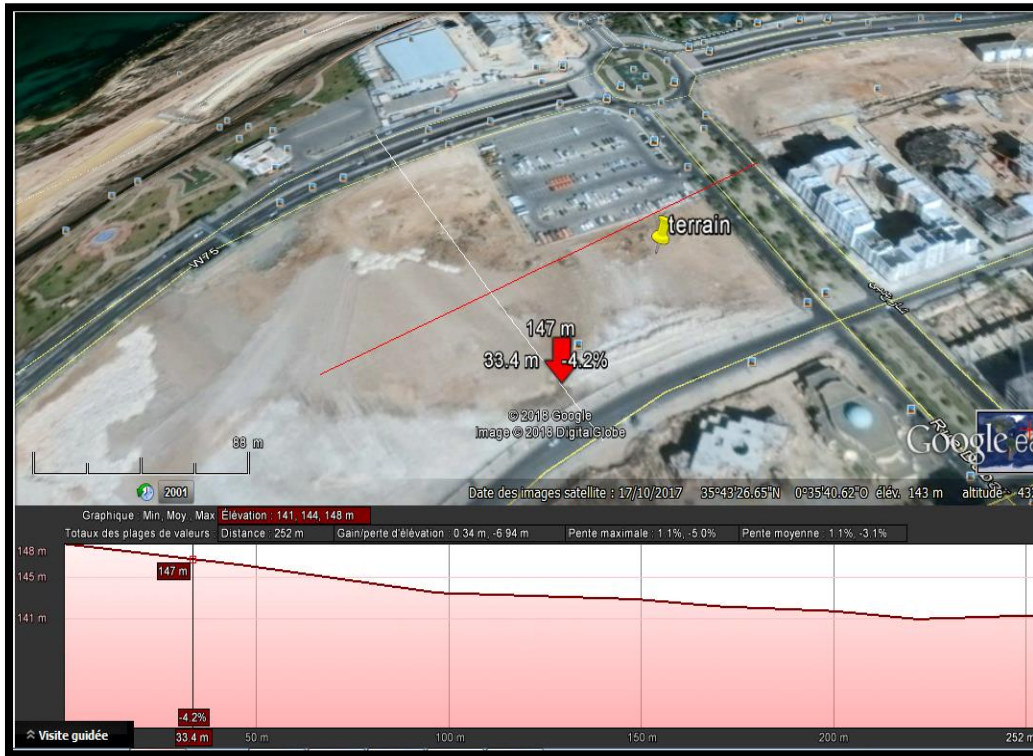 terrain
W75
147 m
33.4 m -4.2%
© 2018 Google
Image © 2018 DigitalGlobe
88 m
Google ea
2001
Date des images satellite : 17/10/2017 35°43'26.65"N 0°35'40.62"O élév. 143 m altitude
Graphique : Min, Moy., Max Élévation : 141, 144, 148 m
Totaux des plages de valeurs : Distance : 252 m Gain/perte d'élévation : 0.34 m, -6.94 m Pente maximale : 1.1%, -5.0% Pente moyenne : 1.1%, -3.1%
148 m
147 m
145 m
141 m
-4.2%
Visite guidée
33.4 m 50 m 100 m 150 m 200 m 252 m